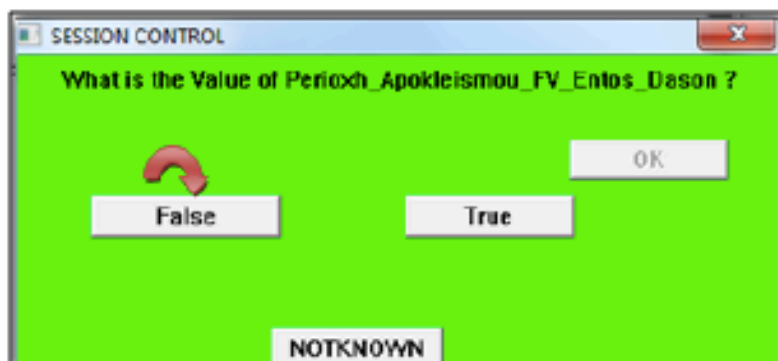 SESSION CONTROL
What is the Value of Perioxh_Apokleismou_FV_Entos_Dason ?
OK
False
True
NOTKNOWN